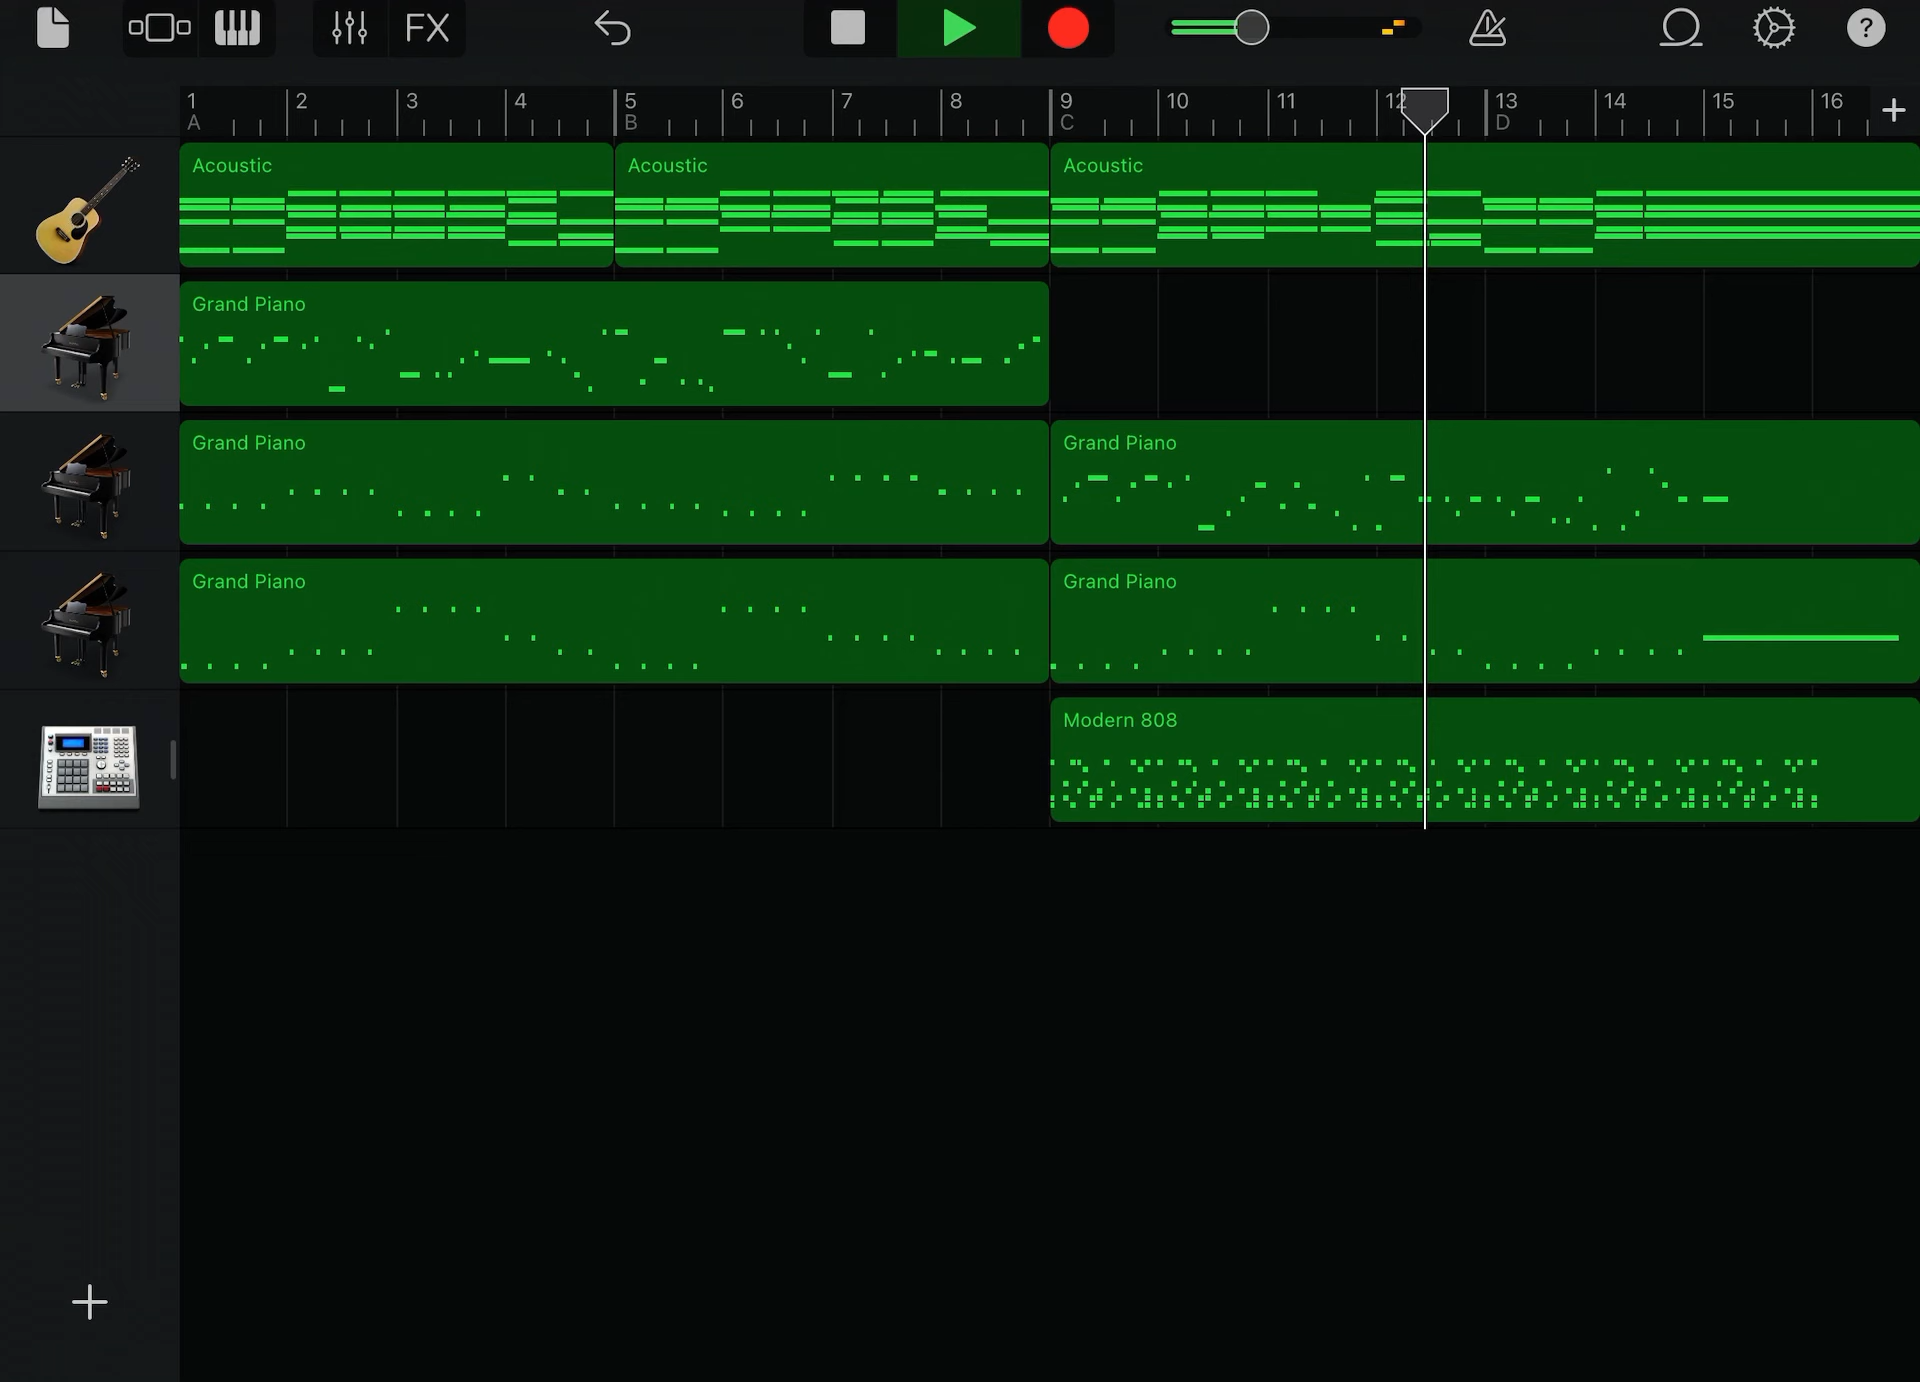 FX
?
1 2 3 4 5 6 7 8 9 10 11 12 13 14 15 16 +
A B C D
Acoustic Acoustic Acoustic
Grand Piano
Grand Piano Grand Piano
Grand Piano Grand Piano
Modern 808
+